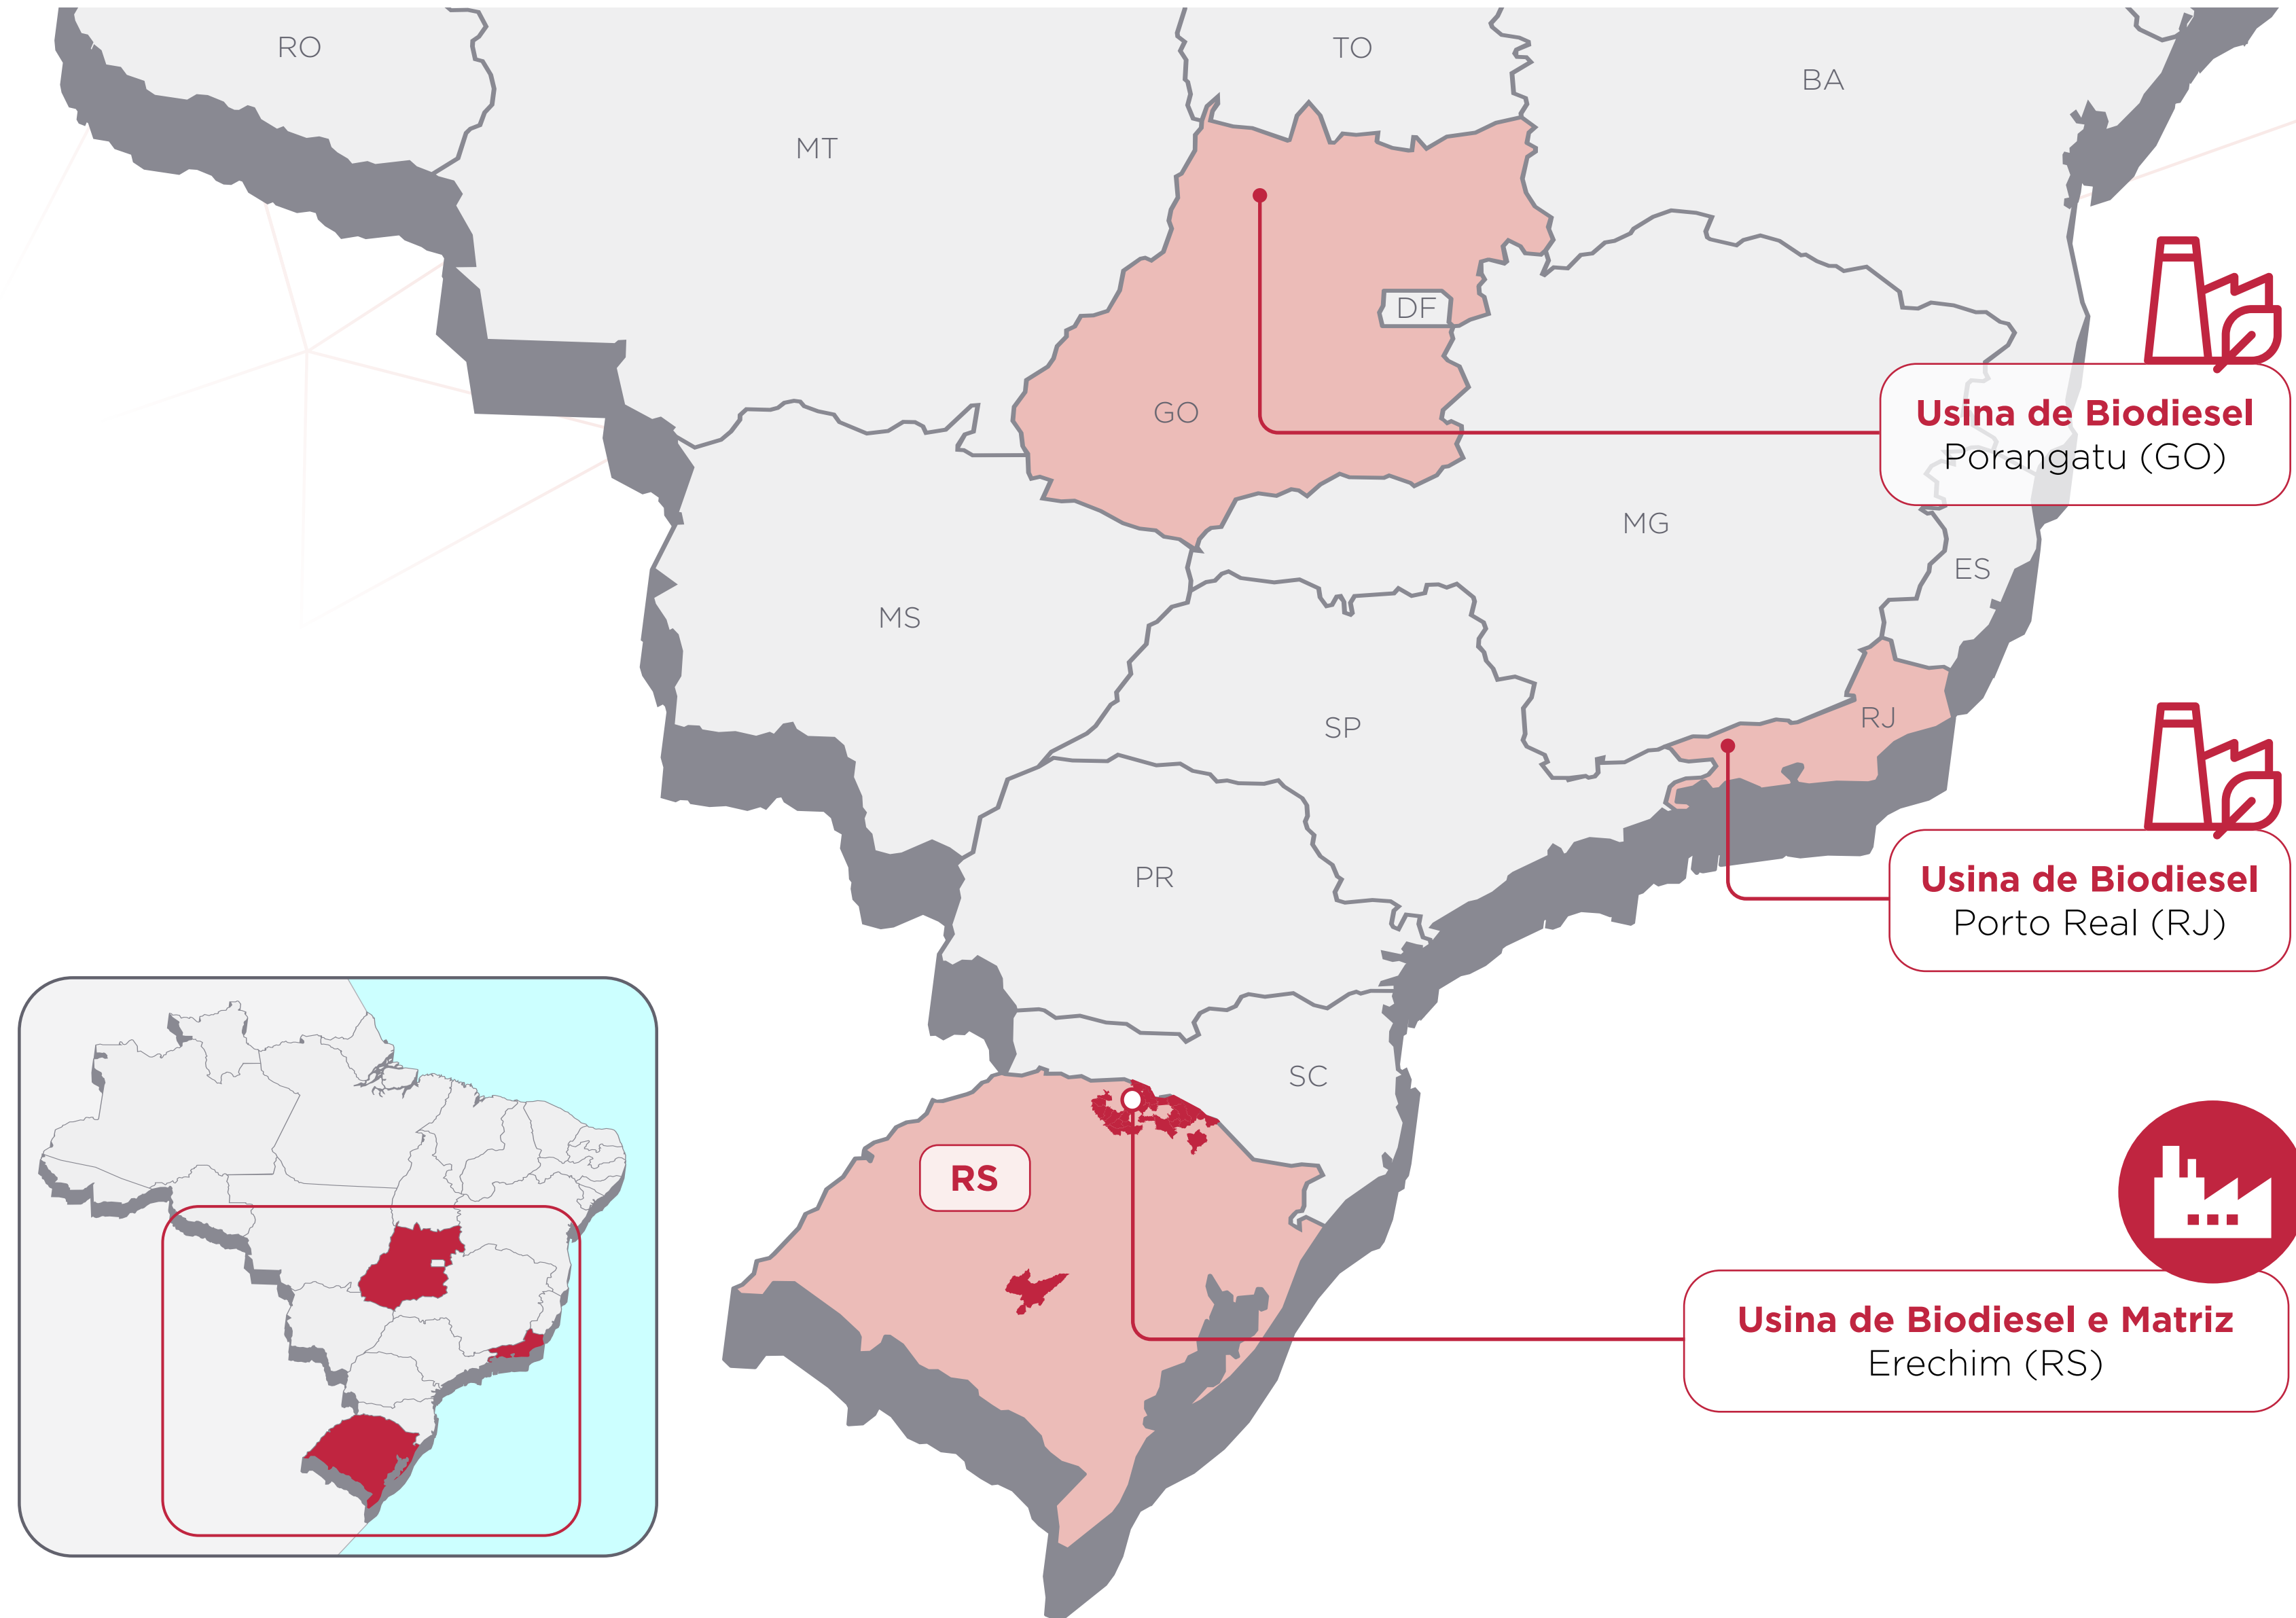 RO
TO
BA
MT
DF
GO
Usina de Biodiesel
Porangatu (GO)
MG
ES
MS
RJ
SP
Usina de Biodiesel
Porto Real (RJ)
PR
SC
RS
Usina de Biodiesel e Matriz
Erechim (RS)